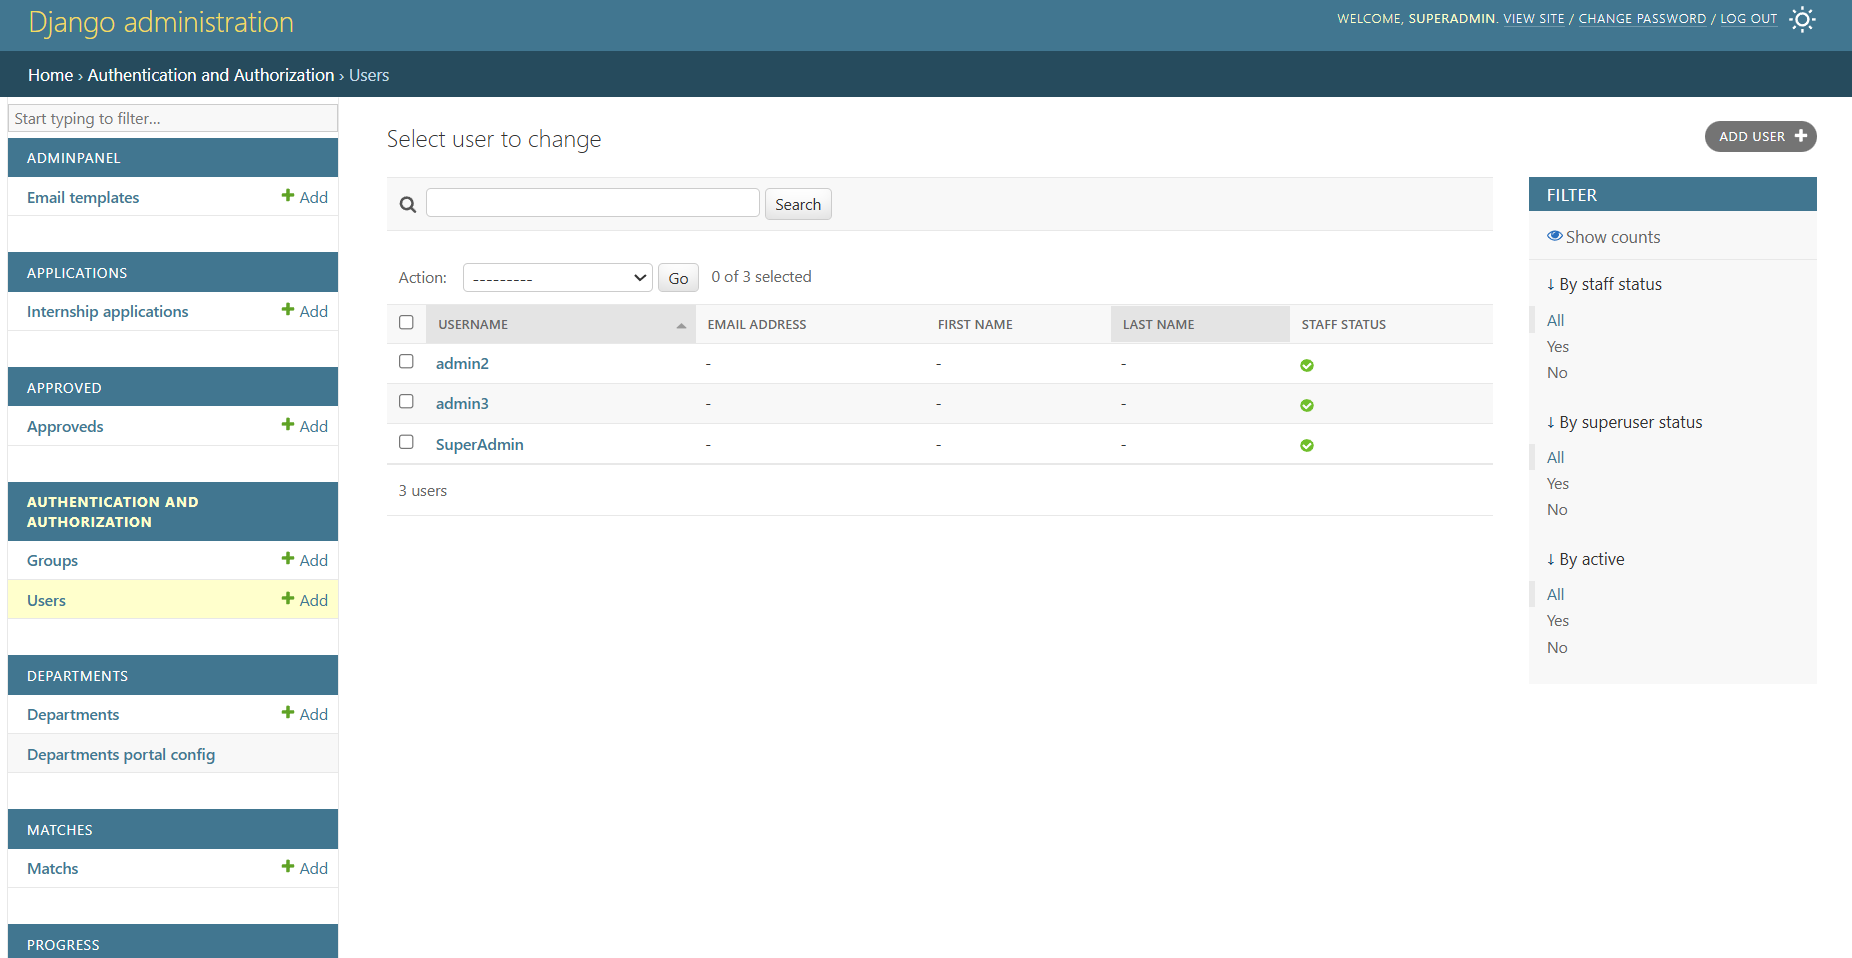 Django administration
WELCOME, SUPERADMIN. VIEW SITE / CHANGE PASSWORD / LOG OUT
Home › Authentication and Authorization › Users
Start typing to filter...
ADMINPANEL
Email templates Add
APPLICATIONS
Internship applications Add
APPROVED
Approveds Add
AUTHENTICATION AND
AUTHORIZATION
Groups Add
Users Add
DEPARTMENTS
Departments Add
Departments portal config
MATCHES
Matchs Add
PROGRESS
Select user to change
ADD USER
Search
Action: --------- Go 0 of 3 selected
USERNAME EMAIL ADDRESS FIRST NAME LAST NAME STAFF STATUS
admin2 - - -
admin3 - - -
SuperAdmin - - -
3 users
FILTER
Show counts
↓ By staff status
All
Yes
No
↓ By superuser status
All
Yes
No
↓ By active
All
Yes
No